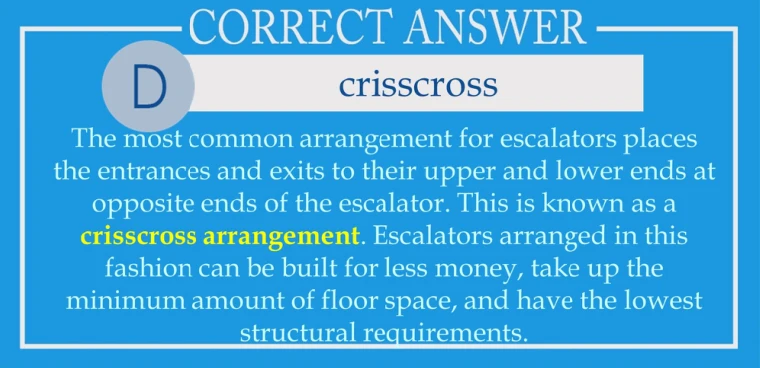 CORRECT ANSWER
D
crisscross
The most common arrangement for escalators places
the entrances and exits to their upper and lower ends at
opposite ends of the escalator. This is known as a
crisscross arrangement. Escalators arranged in this
fashion can be built for less money, take up the
minimum amount of floor space, and have the lowest
structural requirements.